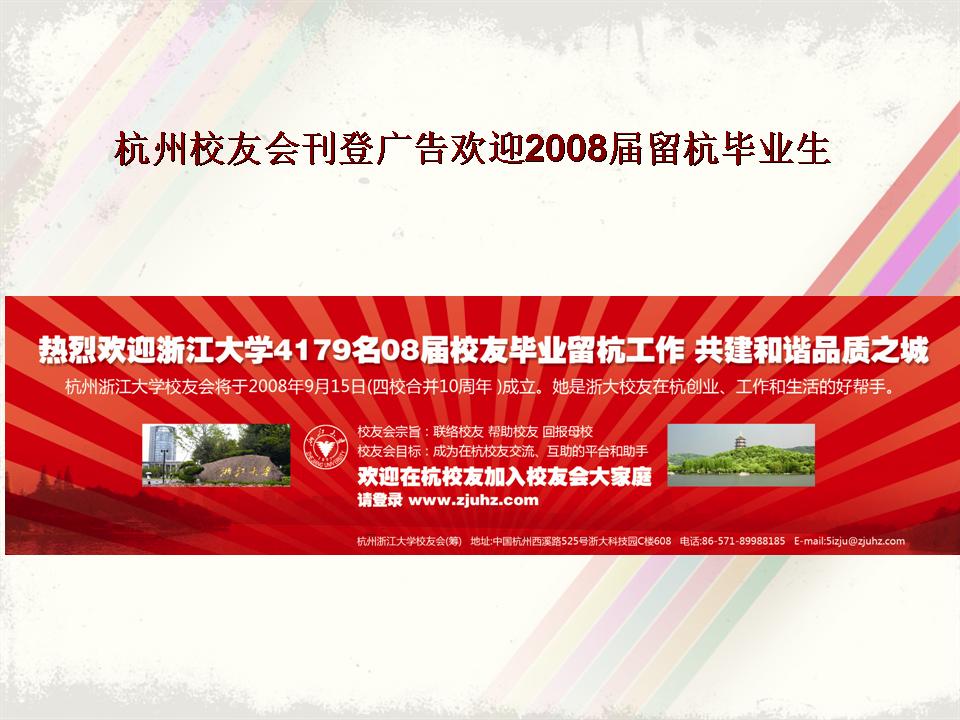 杭州校友会刊登广告欢迎2008届留杭毕业生
热烈欢迎浙江大学4179名08届校友毕业留杭工作 共建和谐品质之城
杭州浙江大学校友会将于2008年9月15日(四校合并10周年 )成立。她是浙大校友在杭创业、工作和生活的好帮手。
浙江大学
校友会宗旨：联络校友 帮助校友 回报母校
校友会目标：成为在杭校友交流、互助的平台和助手
欢迎在杭校友加入校友会大家庭
请登录 www.zjuhz.com
杭州浙江大学校友会(筹) 地址:中国杭州西溪路525号浙大科技园C楼608 电话:86-571-89988185 E-mail:5izju@zjuhz.com